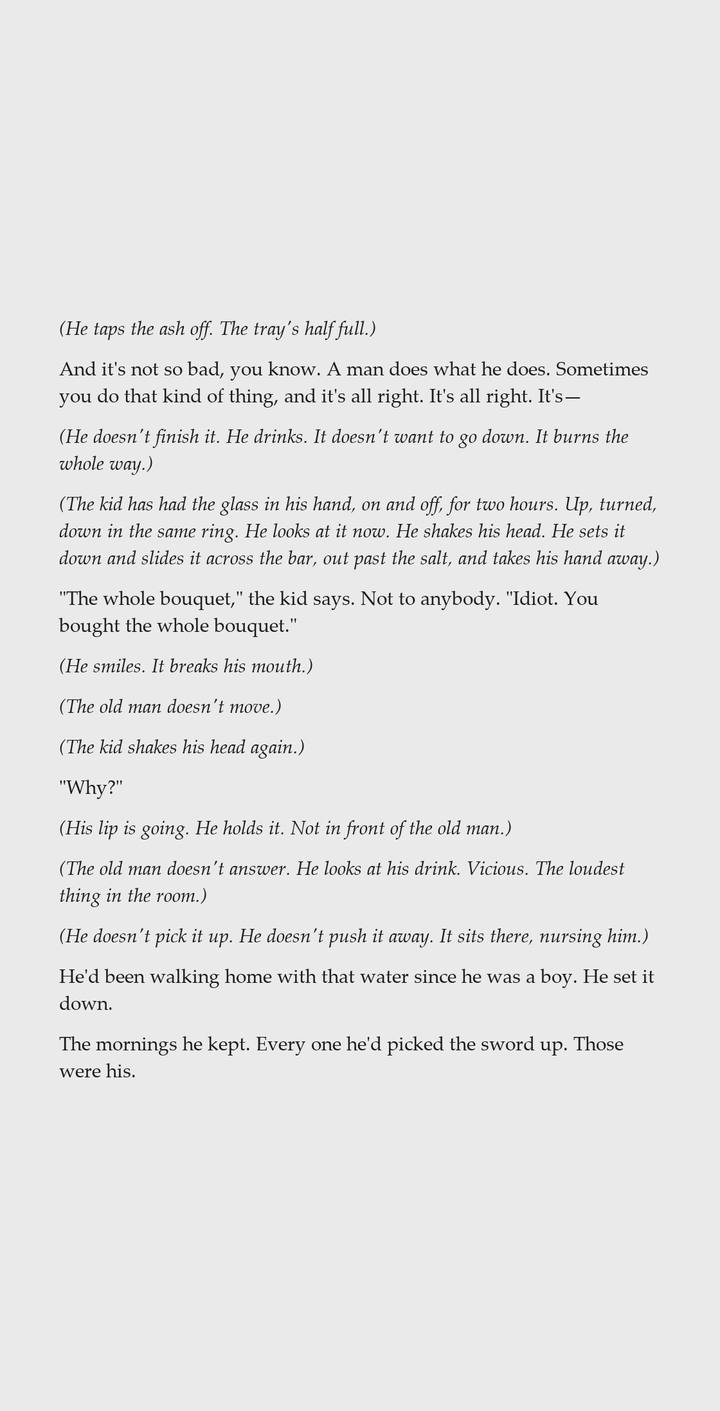 (He taps the ash off. The tray's half full.)
And it's not so bad, you know. A man does what he does. Sometimes
you do that kind of thing, and it's all right. It's all right. It's—
(He doesn't finish it. He drinks. It doesn't want to go down. It burns the
whole way.)
(The kid has had the glass in his hand, on and off, for two hours. Up, turned,
down in the same ring. He looks at it now. He shakes his head. He sets it
down and slides it across the bar, out past the salt, and takes his hand away.)
"The whole bouquet," the kid says. Not to anybody. "Idiot. You
bought the whole bouquet."
(He smiles. It breaks his mouth.)
(The old man doesn't move.)
(The kid shakes his head again.)
"Why?"
(His lip is going. He holds it. Not in front of the old man.)
(The old man doesn't answer. He looks at his drink. Vicious. The loudest
thing in the room.)
(He doesn't pick it up. He doesn't push it away. It sits there, nursing him.)
He'd been walking home with that water since he was a boy. He set it
down.
The mornings he kept. Every one he'd picked the sword up. Those
were his.